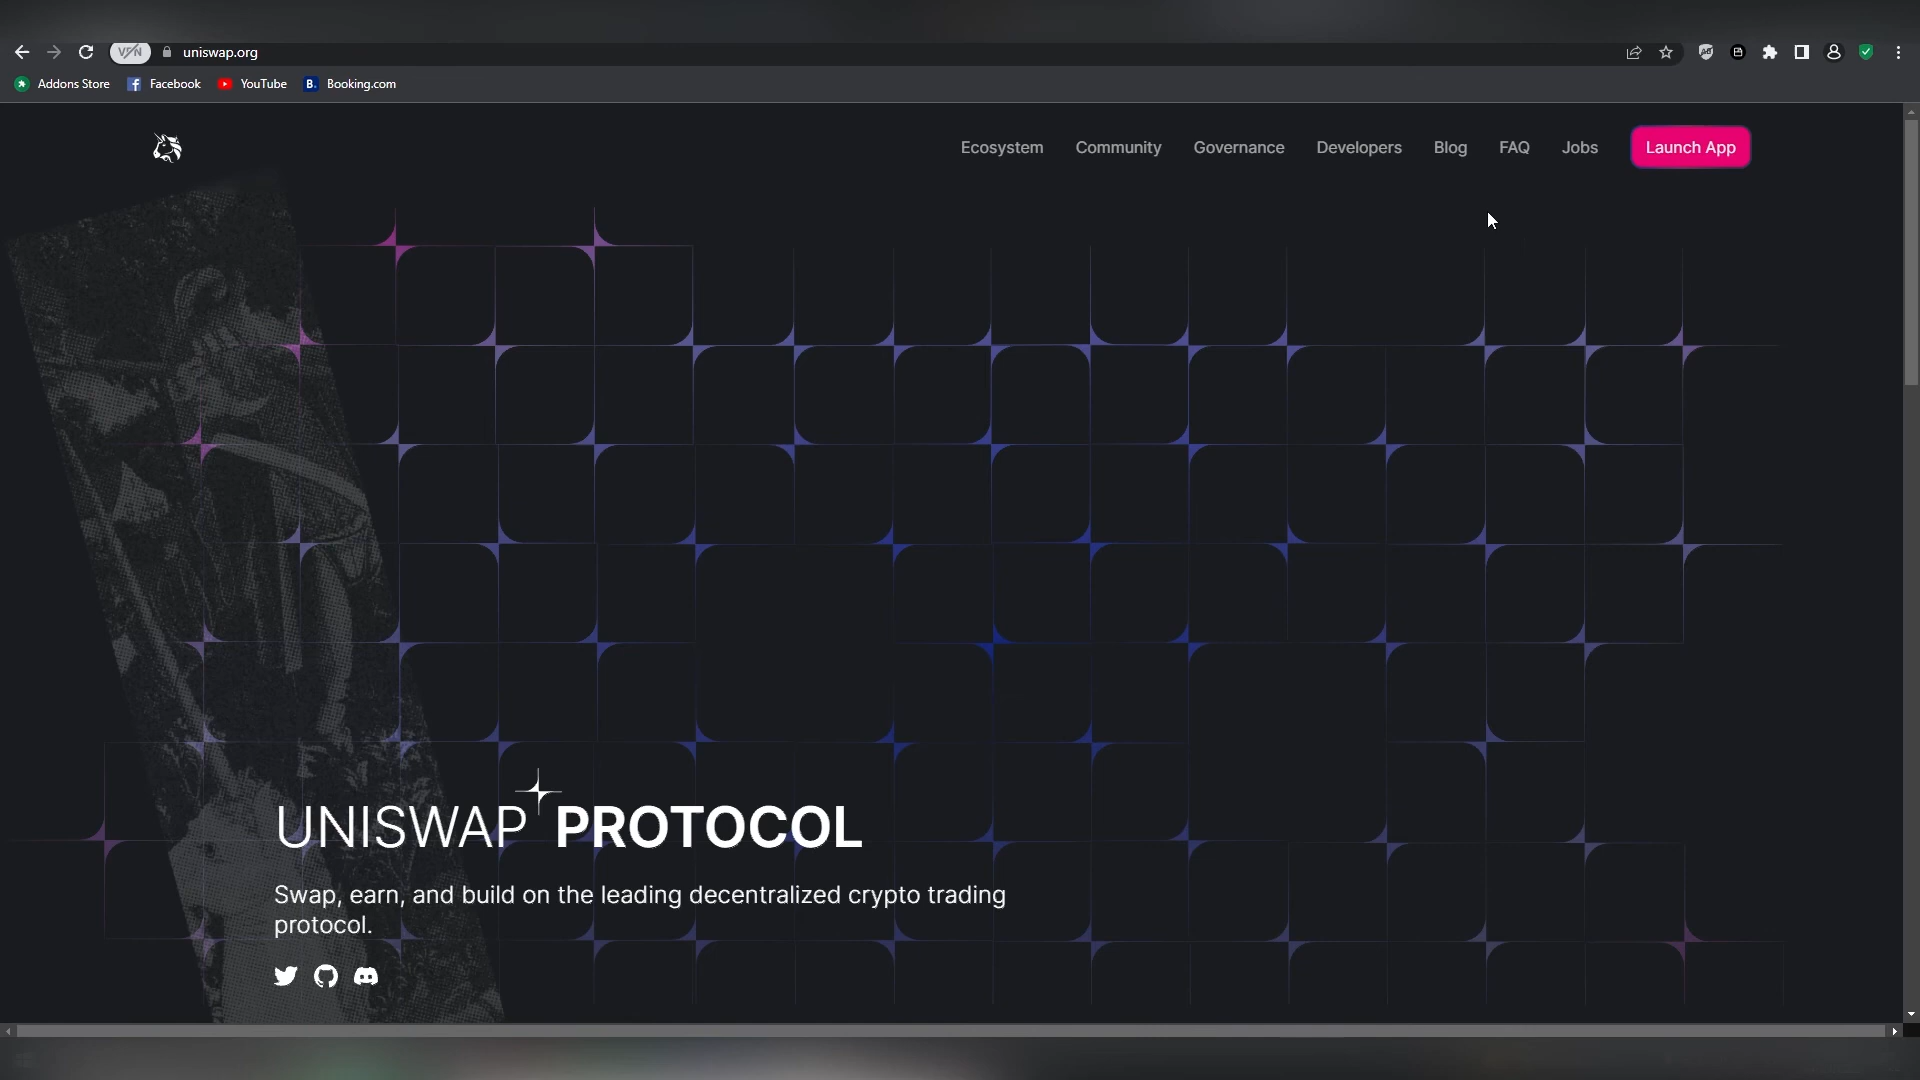 VPN
uniswap.org
Addons Store
Facebook
YouTube
B.
Booking.com
Ecosystem
Community
Governance
Developers
Blog
FAQ
Jobs
Launch App
UNISWAP PROTOCOL
Swap, earn, and build on the leading decentralized crypto trading
protocol.